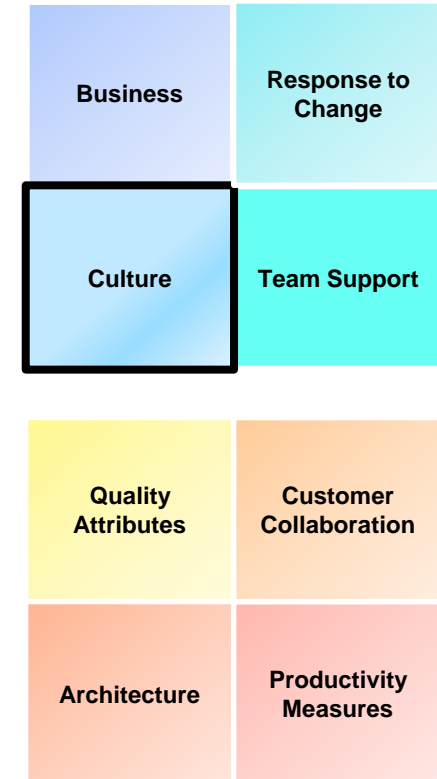 Business
Response to
Change
Culture
Team Support
Quality
Attributes
Customer
Collaboration
Architecture
Productivity
Measures